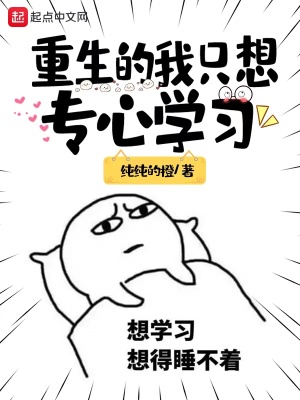 起点中文网
重生的我只想
专心学习
纯纯的橙/著
想学习
想得睡不着